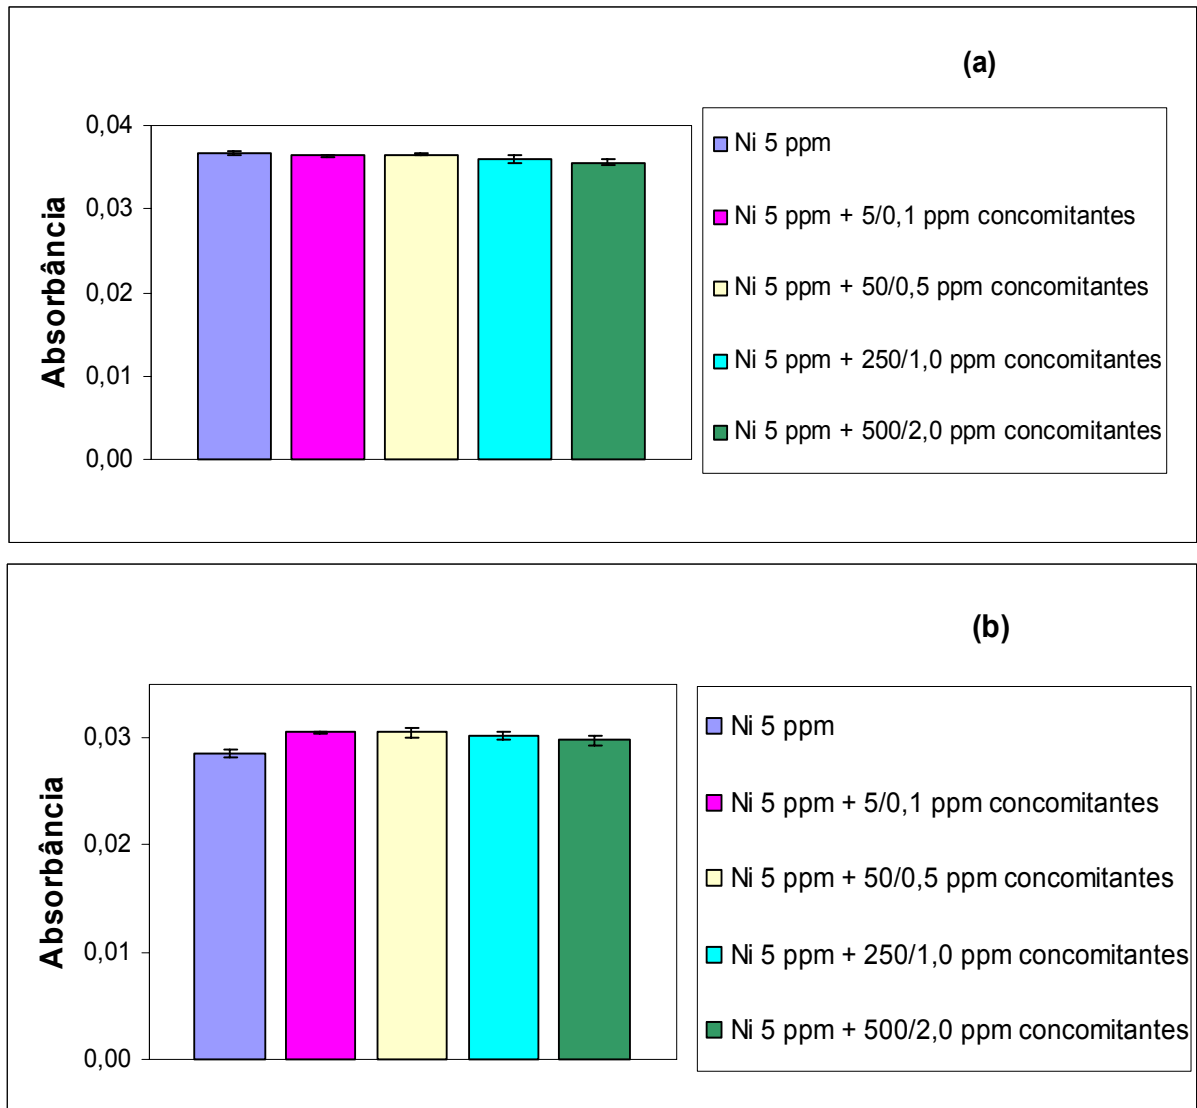 (a)
Absorbância
0,04
0,03
0,02
0,01
0,00
Ni 5 ppm
Ni 5 ppm + 5/0,1 ppm concomitantes
Ni 5 ppm + 50/0,5 ppm concomitantes
Ni 5 ppm + 250/1,0 ppm concomitantes
Ni 5 ppm + 500/2,0 ppm concomitantes
(b)
Absorbância
0,03
0,02
0,01
0,00
Ni 5 ppm
Ni 5 ppm + 5/0,1 ppm concomitantes
Ni 5 ppm + 50/0,5 ppm concomitantes
Ni 5 ppm + 250/1,0 ppm concomitantes
Ni 5 ppm + 500/2,0 ppm concomitantes